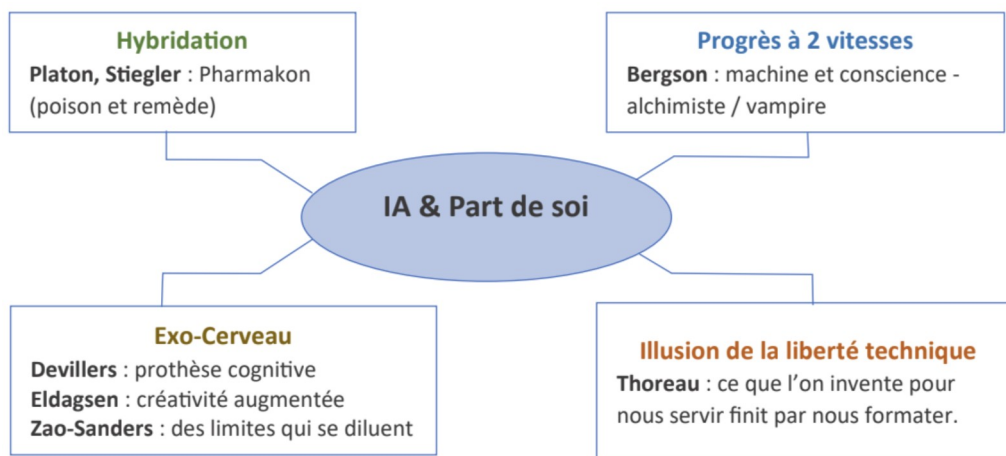 Hybridation
Platon, Stiegler : Pharmakon
(poison et remède)
Progrès à 2 vitesses
Bergson : machine et conscience -
alchimiste / vampire
IA & Part de soi
Exo-Cerveau
Devillers : prothèse cognitive
Eldagsen : créativité augmentée
Zao-Sanders : des limites qui se diluent
Illusion de la liberté technique
Thoreau : ce que l’on invente pour
nous servir finit par nous formater.